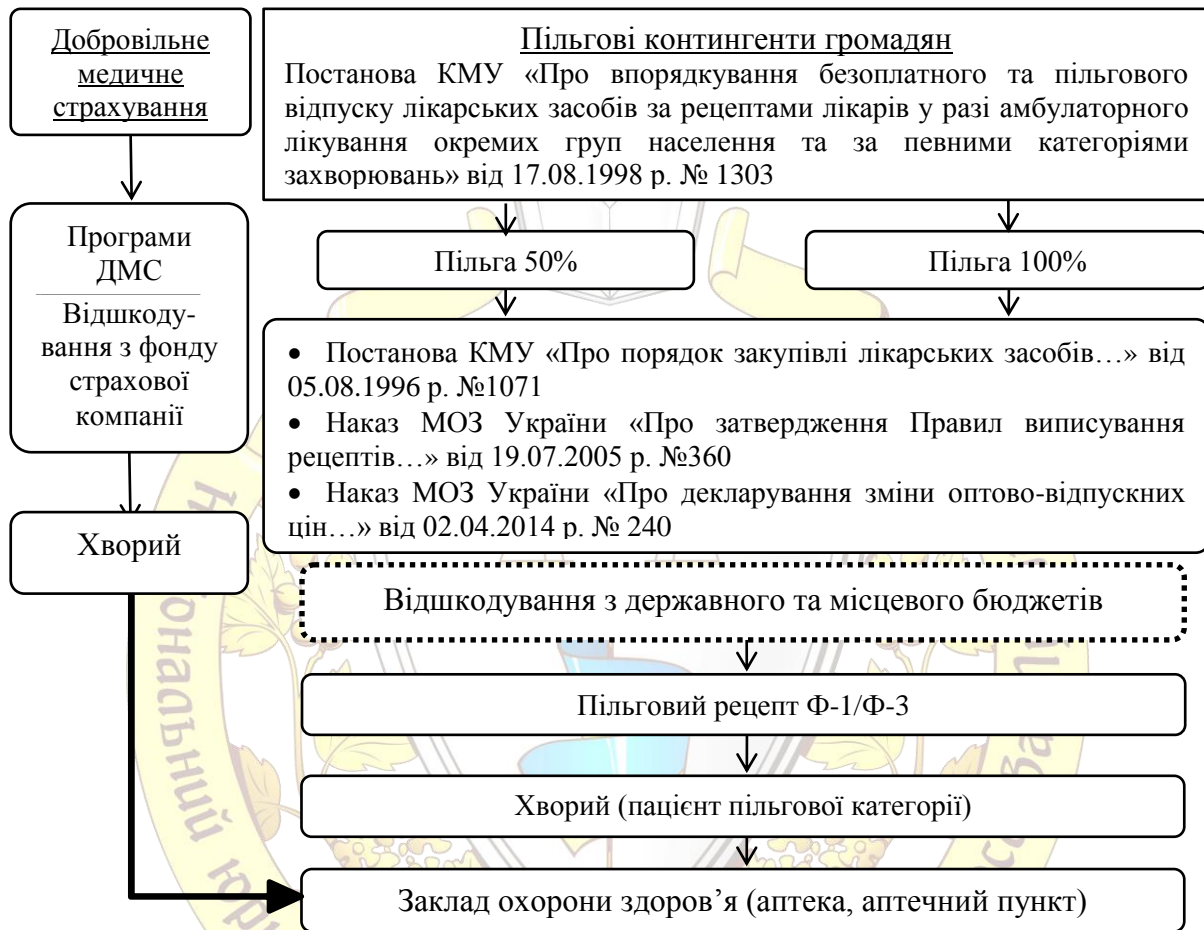 Добровільне
медичне
страхування
Програми
ДМС
Відшкоду-
вання з фонду
страхової
компанії
Хворий
Пільгові контингенти громадян
Постанова КМУ «Про впорядкування безоплатного та пільгового
відпуску лікарських засобів за рецептами лікарів у разі амбулаторного
лікування окремих груп населення та за певними категоріями
захворювань» від 17.08.1998 р. № 1303
Пільга 50%
Пільга 100%
• Постанова КМУ «Про порядок закупівлі лікарських засобів…» від
05.08.1996 р. №1071
• Наказ МОЗ України «Про затвердження Правил виписування
рецептів…» від 19.07.2005 р. №360
• Наказ МОЗ України «Про декларування зміни оптово-відпускних
цін…» від 02.04.2014 р. № 240
Відшкодування з державного та місцевого бюджетів
Пільговий рецепт Ф-1/Ф-3
Хворий (пацієнт пільгової категорії)
Заклад охорони здоров’я (аптека, аптечний пункт)